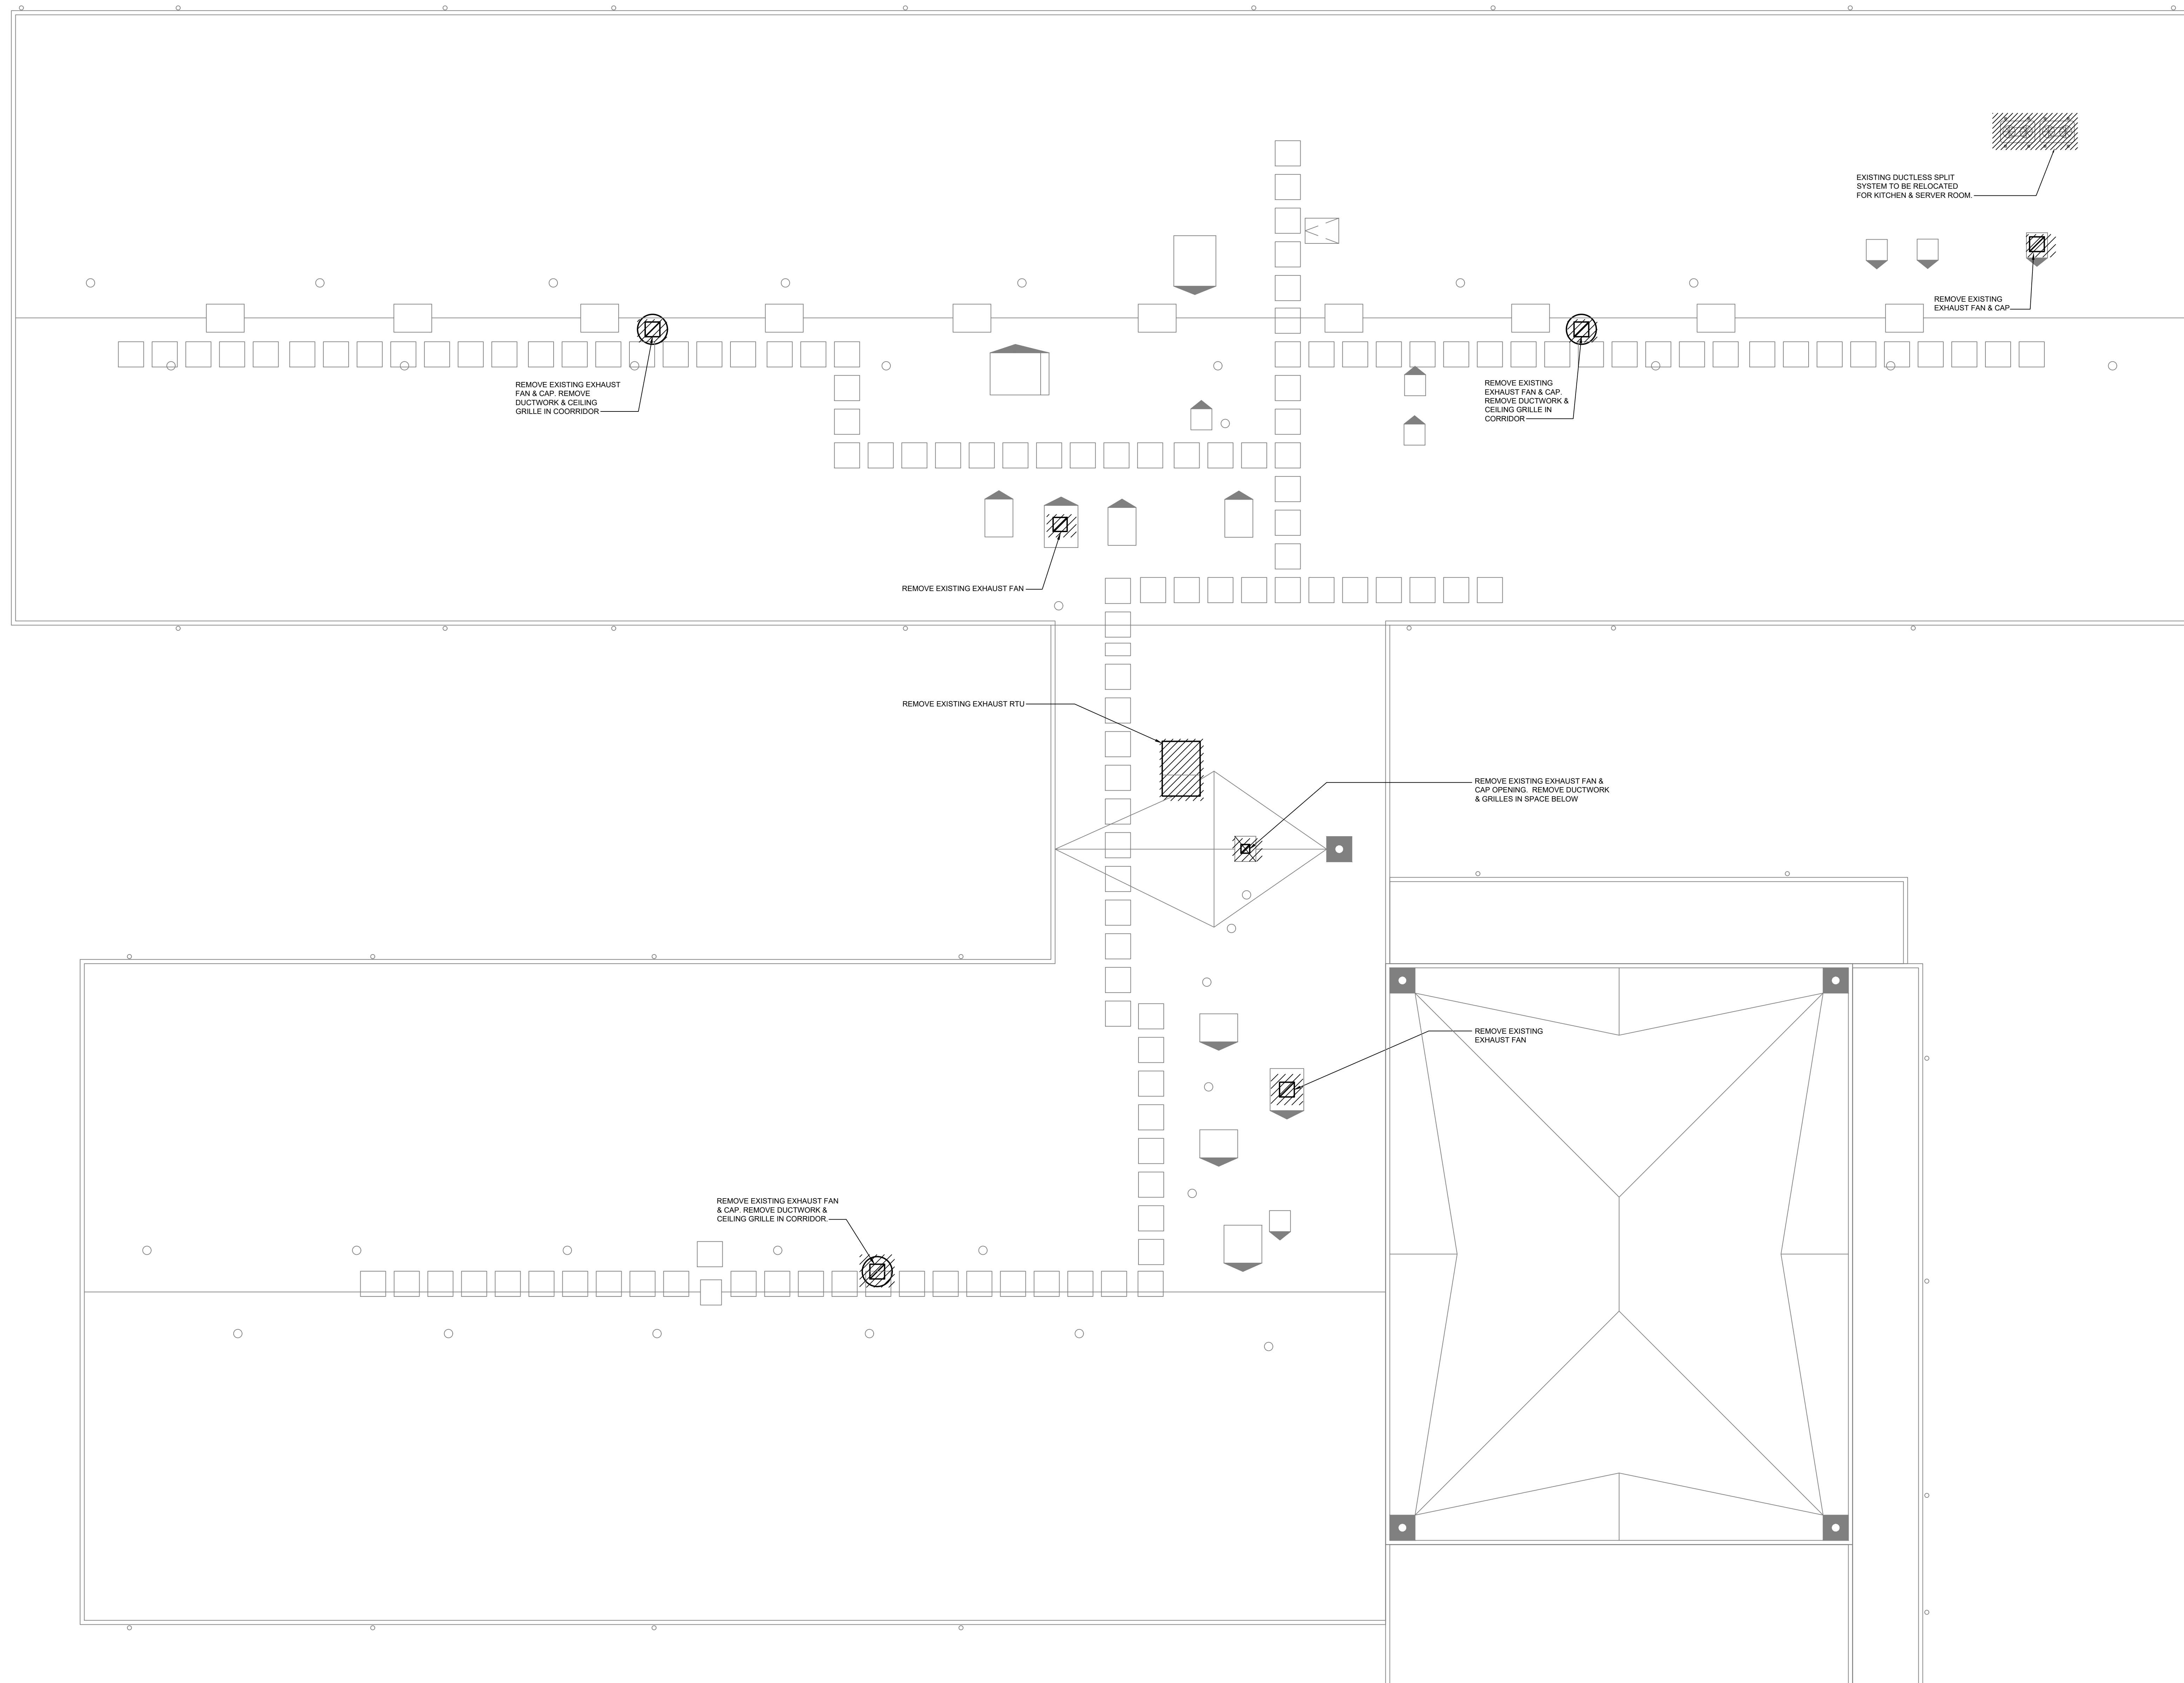 EXISTING DUCTLESS SPLIT
SYSTEM TO BE RELOCATED
FOR KITCHEN & SERVER ROOM.
REMOVE EXISTING
EXHAUST FAN & CAP
REMOVE EXISTING EXHAUST
FAN & CAP. REMOVE
DUCTWORK & CEILING
GRILLE IN COORRIDOR
REMOVE EXISTING
EXHAUST FAN & CAP.
REMOVE DUCTWORK &
CEILING GRILLE IN
CORRIDOR
REMOVE EXISTING EXHAUST FAN
REMOVE EXISTING EXHAUST RTU
REMOVE EXISTING EXHAUST FAN &
CAP OPENING. REMOVE DUCTWORK
& GRILLES IN SPACE BELOW
REMOVE EXISTING
EXHAUST FAN
REMOVE EXISTING EXHAUST FAN
& CAP. REMOVE DUCTWORK &
CEILING GRILLE IN CORRIDOR.